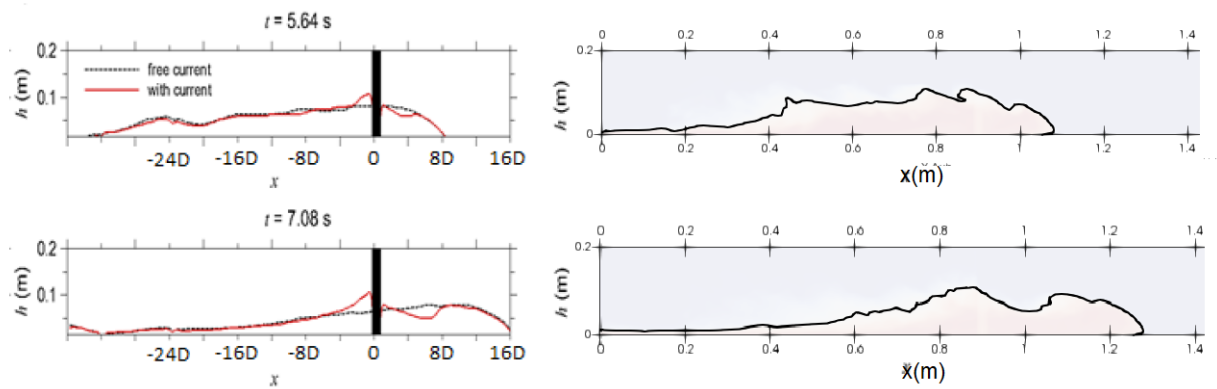 t = 5.64 s
0.2
0.1
h (m)
free current
with current
-24D -16D -8D 0 8D 16D
x
0 0.2 0.4 0.6 0.8 1 1.2 1.4
0.2
0
h (m)
0 0.2 0.4 0.6 0.8 1 1.2 1.4
x(m)
t = 7.08 s
0.2
0.1
h (m)
-24D -16D -8D 0 8D 16D
x
0 0.2 0.4 0.6 0.8 1 1.2 1.4
0.2
0
h (m)
0 0.2 0.4 0.6 0.8 1 1.2 1.4
x(m)